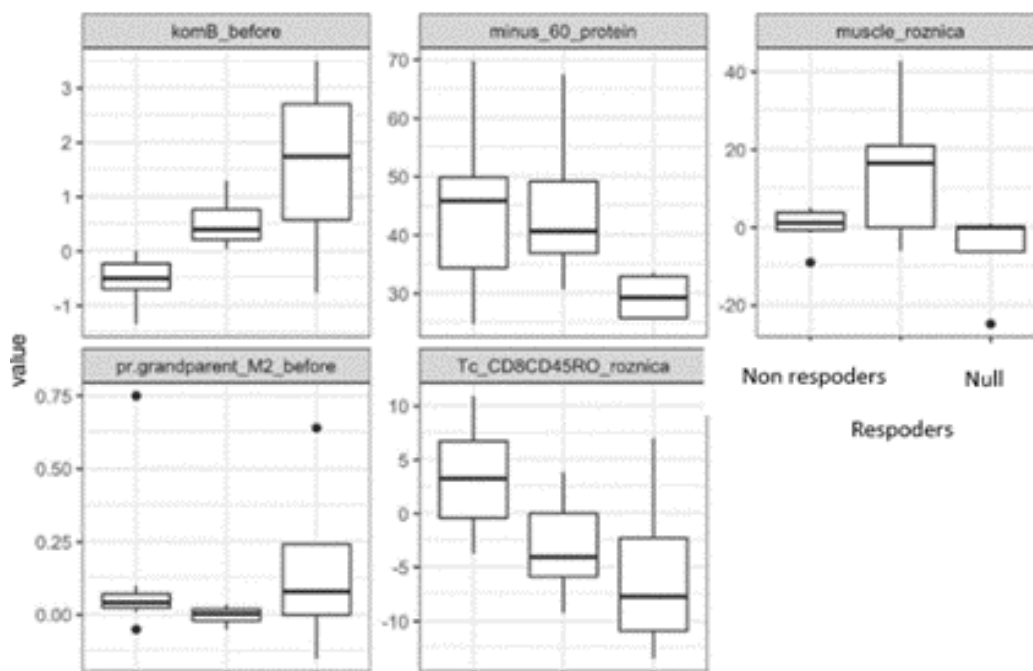 komB_before
minus_60_protein
muscle_roznica
3
2
1
0
-1
70
60
50
40
30
40
20
0
-20
value
pr.grandparent_M2_before
Tc_CD8CD45RO_roznica
Non respoders
Null
Respoders
0.75
0.50
0.25
0.00
10
5
0
-5
-10